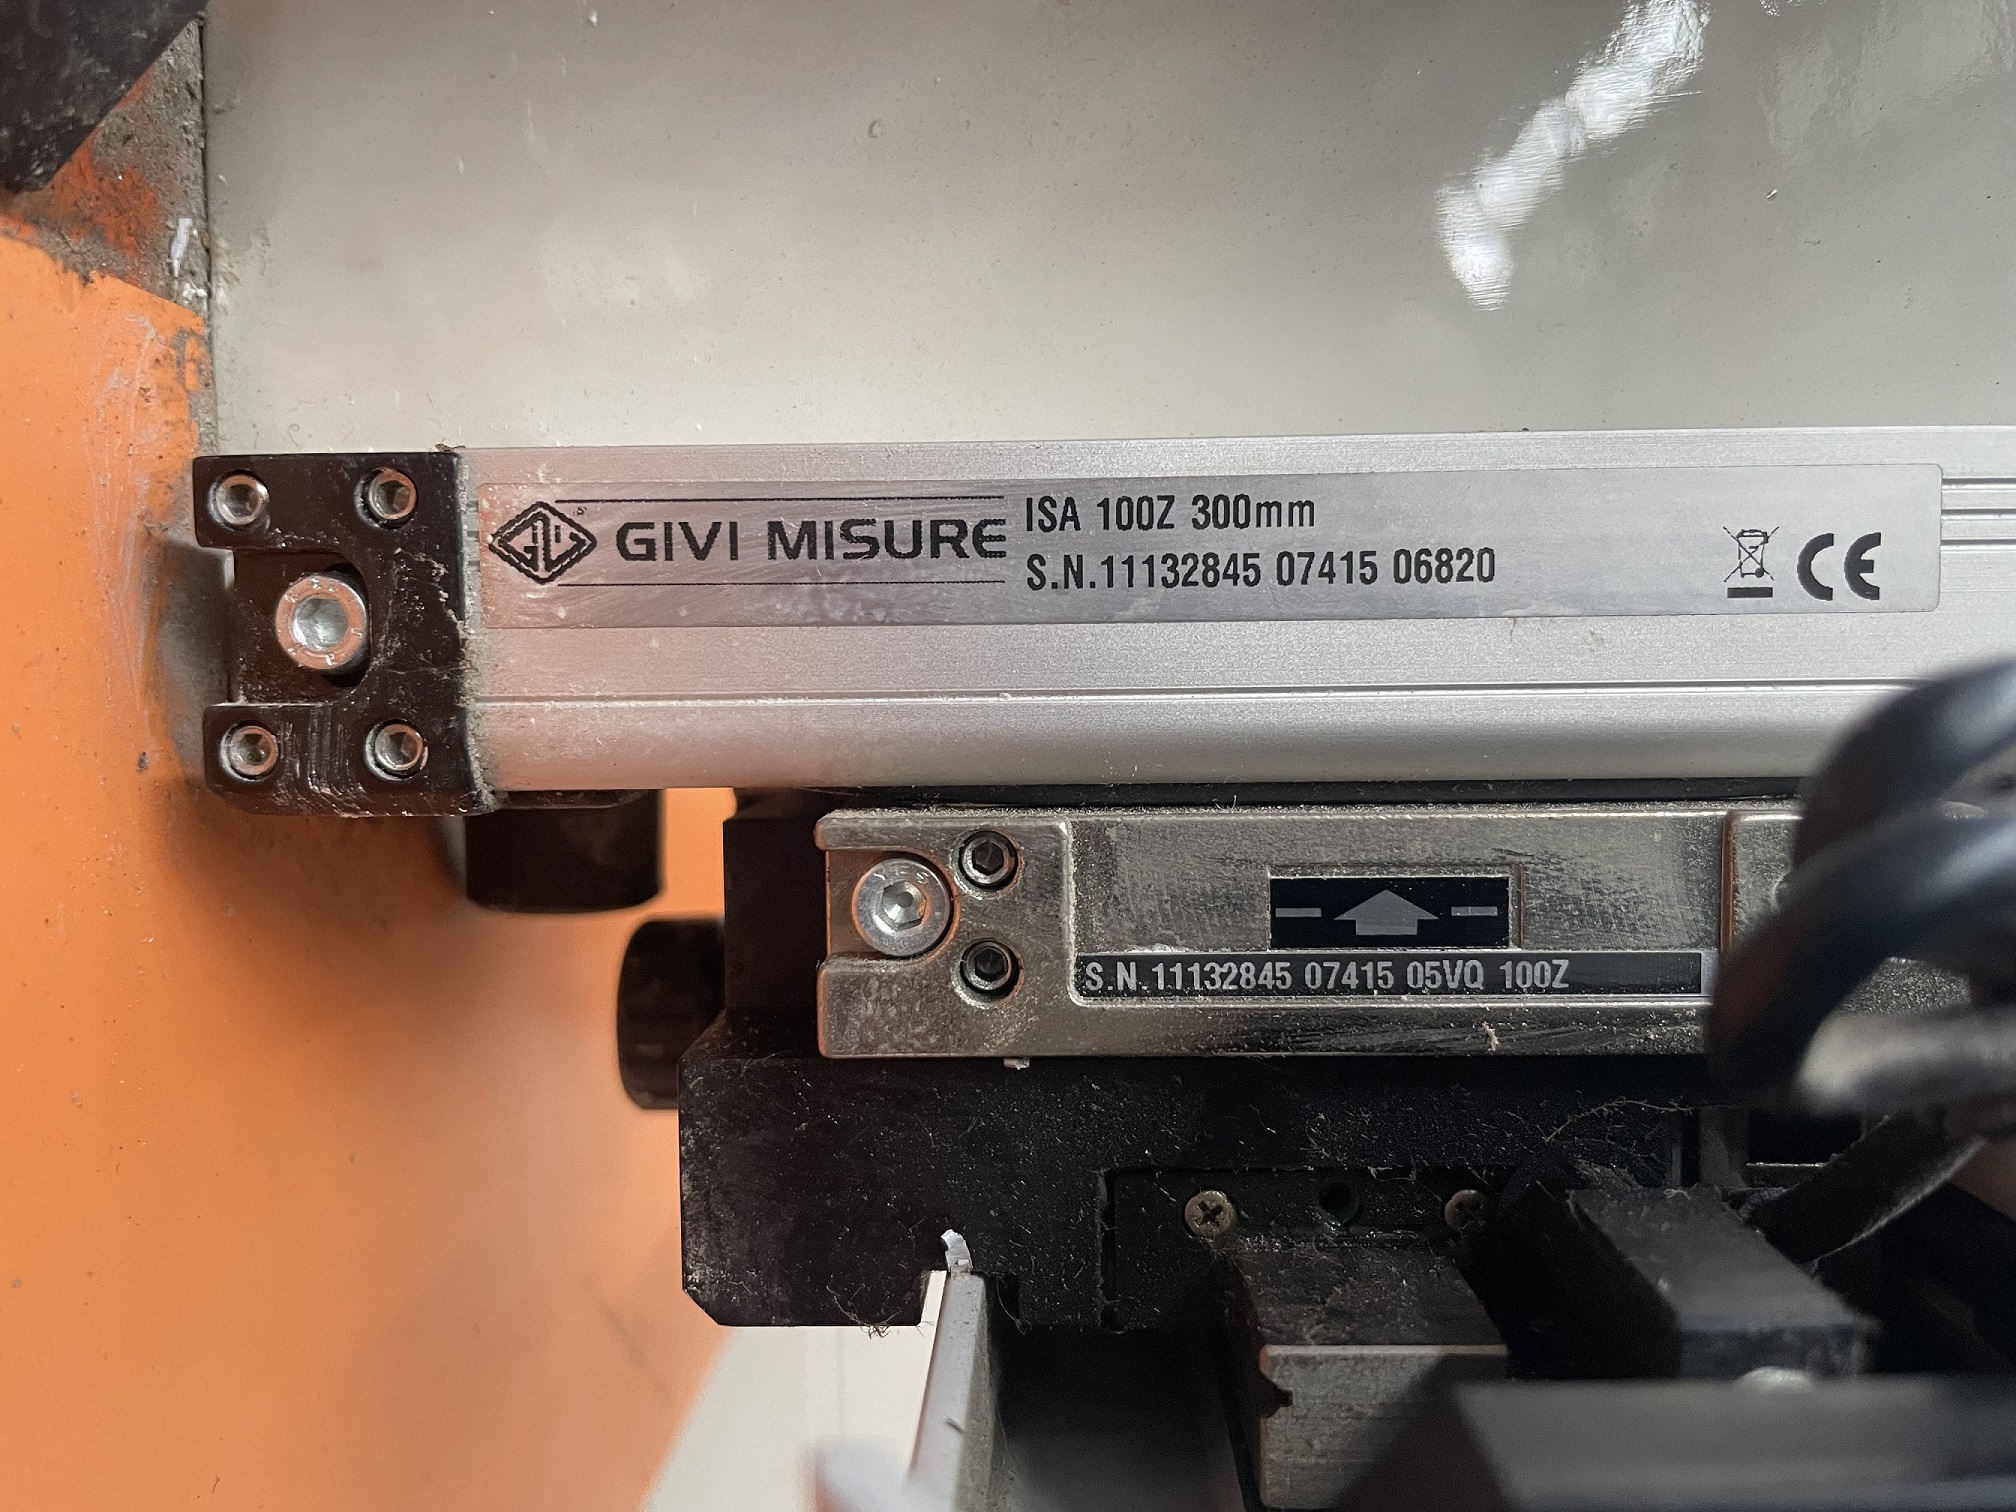 GIVI MISURE
ISA 100Z 300mm
S.N.11132845 07415 06820
CE
S.N.11132845 07415 05VQ 100Z